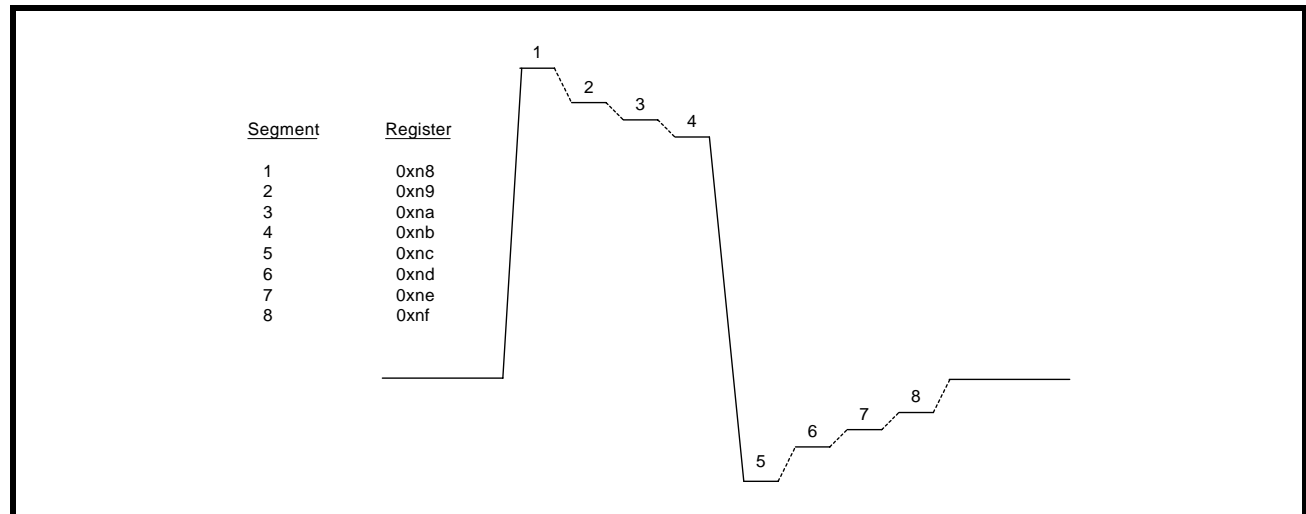 Segment Register
1 0xn8
2 0xn9
3 0xna
4 0xnb
5 0xnc
6 0xnd
7 0xne
8 0xnf
1
2
3
4
5
6
7
8